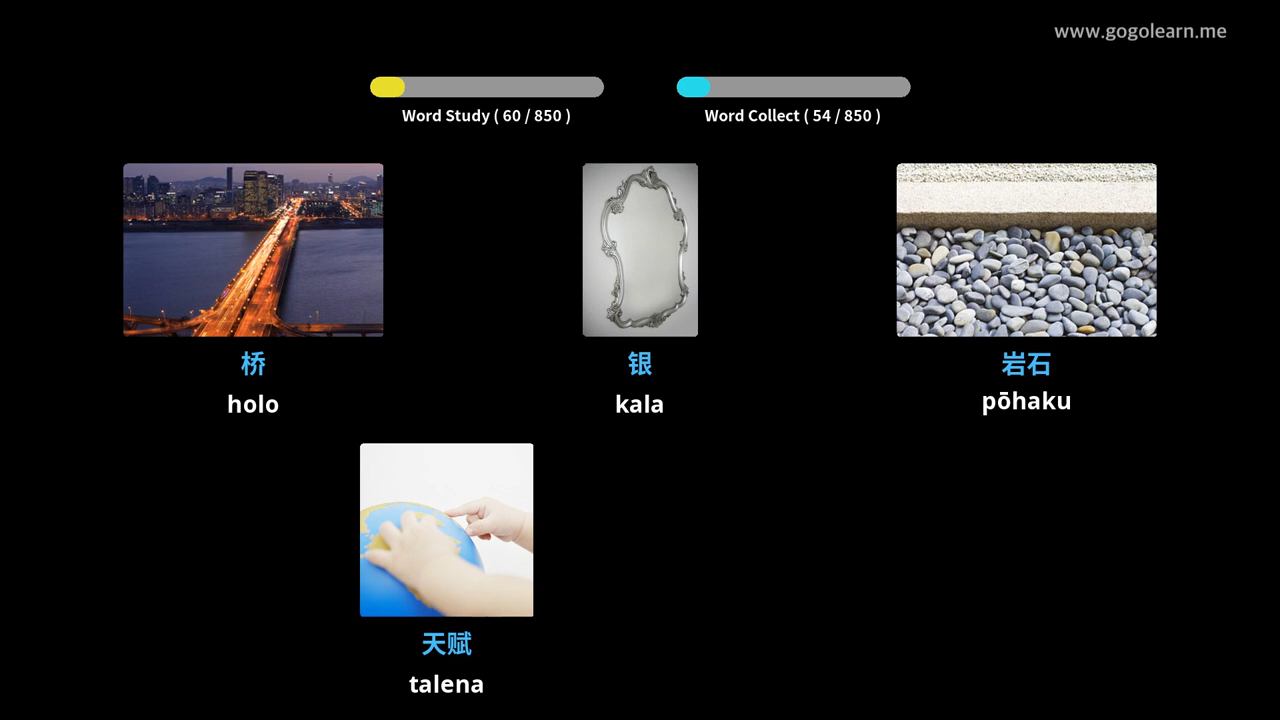 www.gogolearn.me
Word Study ( 60 / 850 )
Word Collect ( 54 / 850 )
桥
holo
银
kala
岩石
pōhaku
天赋
talena